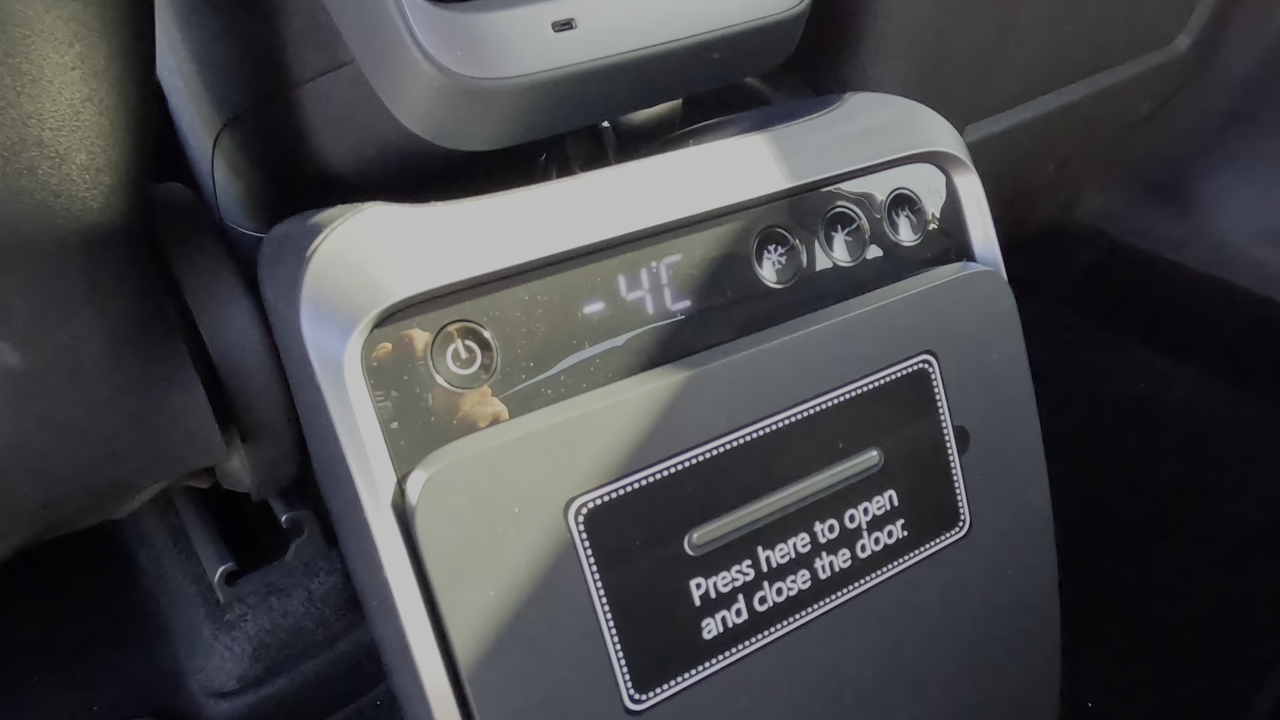 -4°C
Press here to open
and close the door.